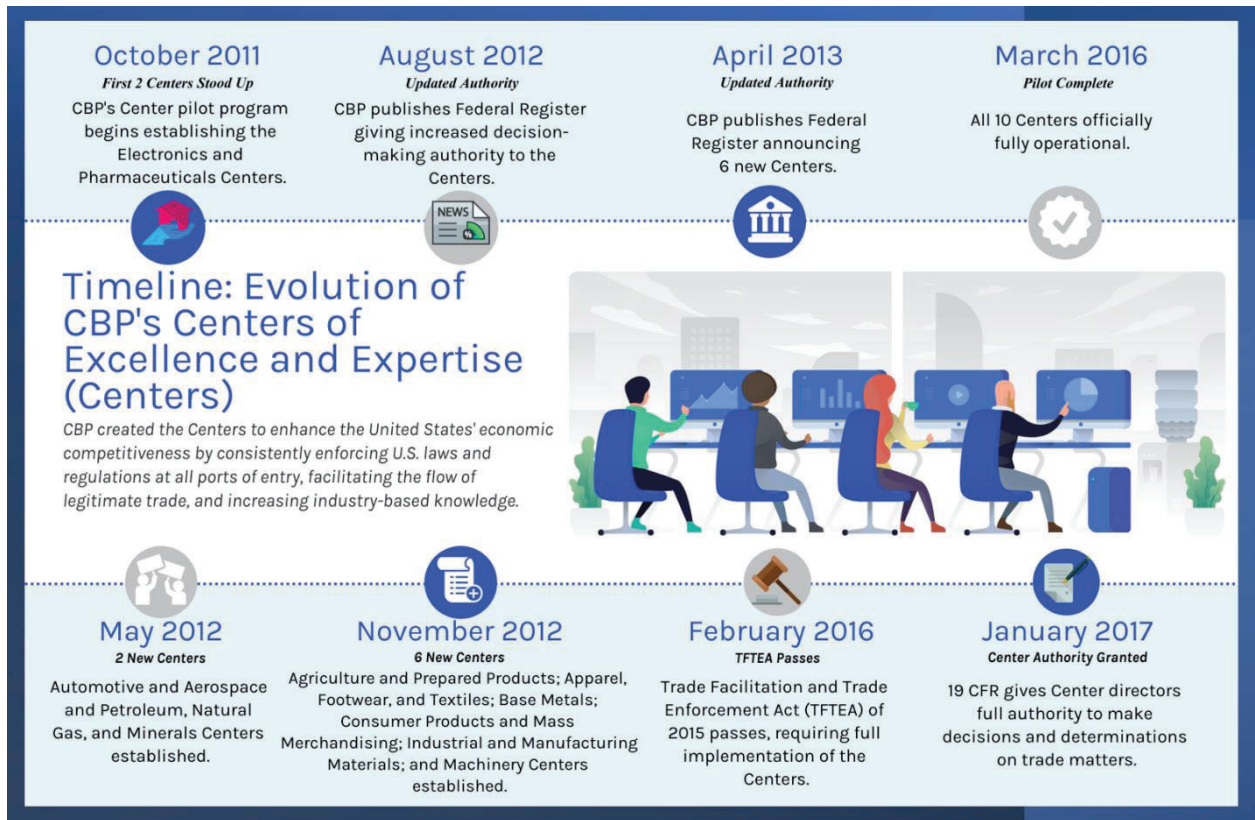 October 2011
First 2 Centers Stood Up
CBP's Center pilot program
begins establishing the
Electronics and
Pharmaceuticals Centers.
August 2012
Updated Authority
CBP publishes Federal Register
giving increased decision-
making authority to the
Centers.
April 2013
Updated Authority
CBP publishes Federal
Register announcing
6 new Centers.
March 2016
Pilot Complete
All 10 Centers officially
fully operational.
NEWS
Timeline: Evolution of
CBP's Centers of
Excellence and Expertise
(Centers)
CBP created the Centers to enhance the United States' economic
competitiveness by consistently enforcing U.S. laws and
regulations at all ports of entry, facilitating the flow of
legitimate trade, and increasing industry-based knowledge.
May 2012
2 New Centers
Automotive and Aerospace
and Petroleum, Natural
Gas, and Minerals Centers
established.
November 2012
6 New Centers
Agriculture and Prepared Products; Apparel,
Footwear, and Textiles; Base Metals;
Consumer Products and Mass
Merchandising; Industrial and Manufacturing
Materials; and Machinery Centers
established.
February 2016
TFTEA Passes
Trade Facilitation and Trade
Enforcement Act (TFTEA) of
2015 passes, requiring full
implementation of the
Centers.
January 2017
Center Authority Granted
19 CFR gives Center directors
full authority to make
decisions and determinations
on trade matters.